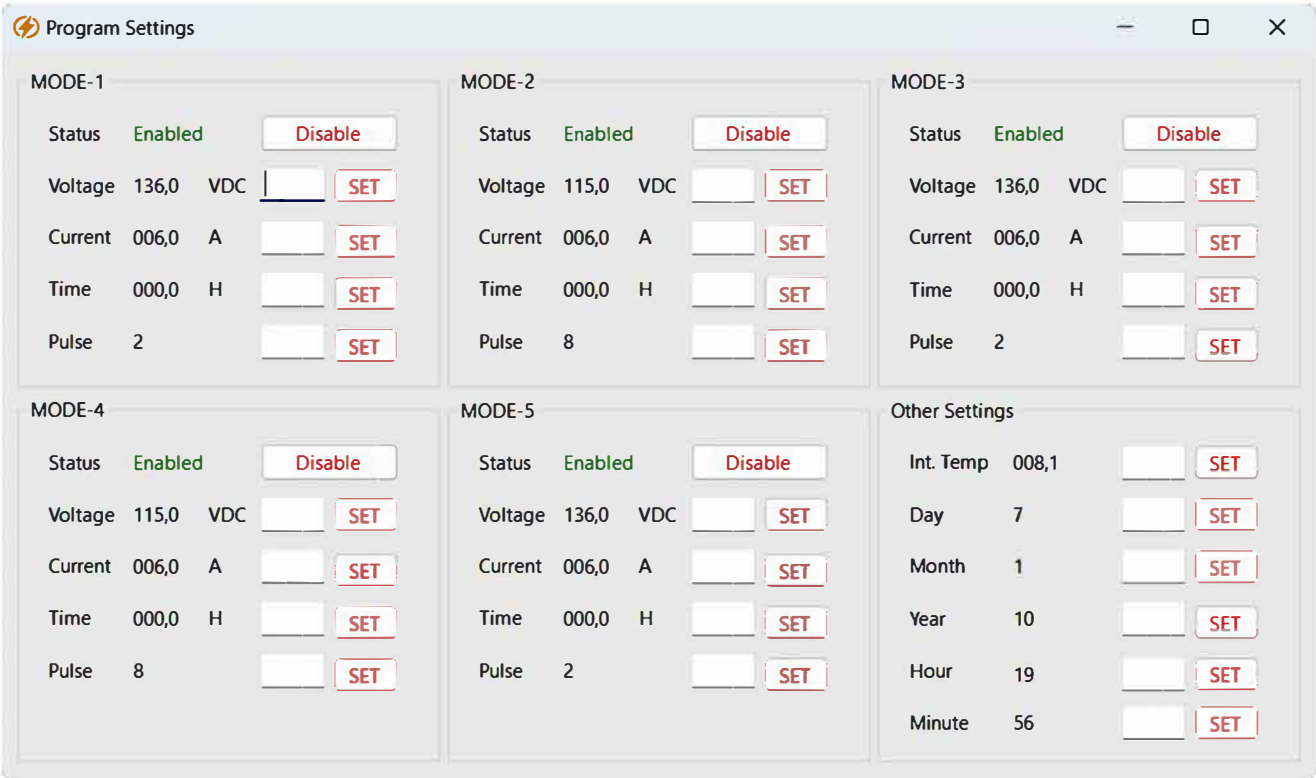 Program Settings
MODE-1
Status Enabled Disable
Voltage 136,0 VDC SET
Current 006,0 A SET
Time 000,0 H SET
Pulse 2 SET
MODE-2
Status Enabled Disable
Voltage 115,0 VDC SET
Current 006,0 A SET
Time 000,0 H SET
Pulse 8 SET
MODE-3
Status Enabled Disable
Voltage 136,0 VDC SET
Current 006,0 A SET
Time 000,0 H SET
Pulse 2 SET
MODE-4
Status Enabled Disable
Voltage 115,0 VDC SET
Current 006,0 A SET
Time 000,0 H SET
Pulse 8 SET
MODE-5
Status Enabled Disable
Voltage 136,0 VDC SET
Current 006,0 A SET
Time 000,0 H SET
Pulse 2 SET
Other Settings
Int. Temp 008,1 SET
Day 7 SET
Month 1 SET
Year 10 SET
Hour 19 SET
Minute 56 SET